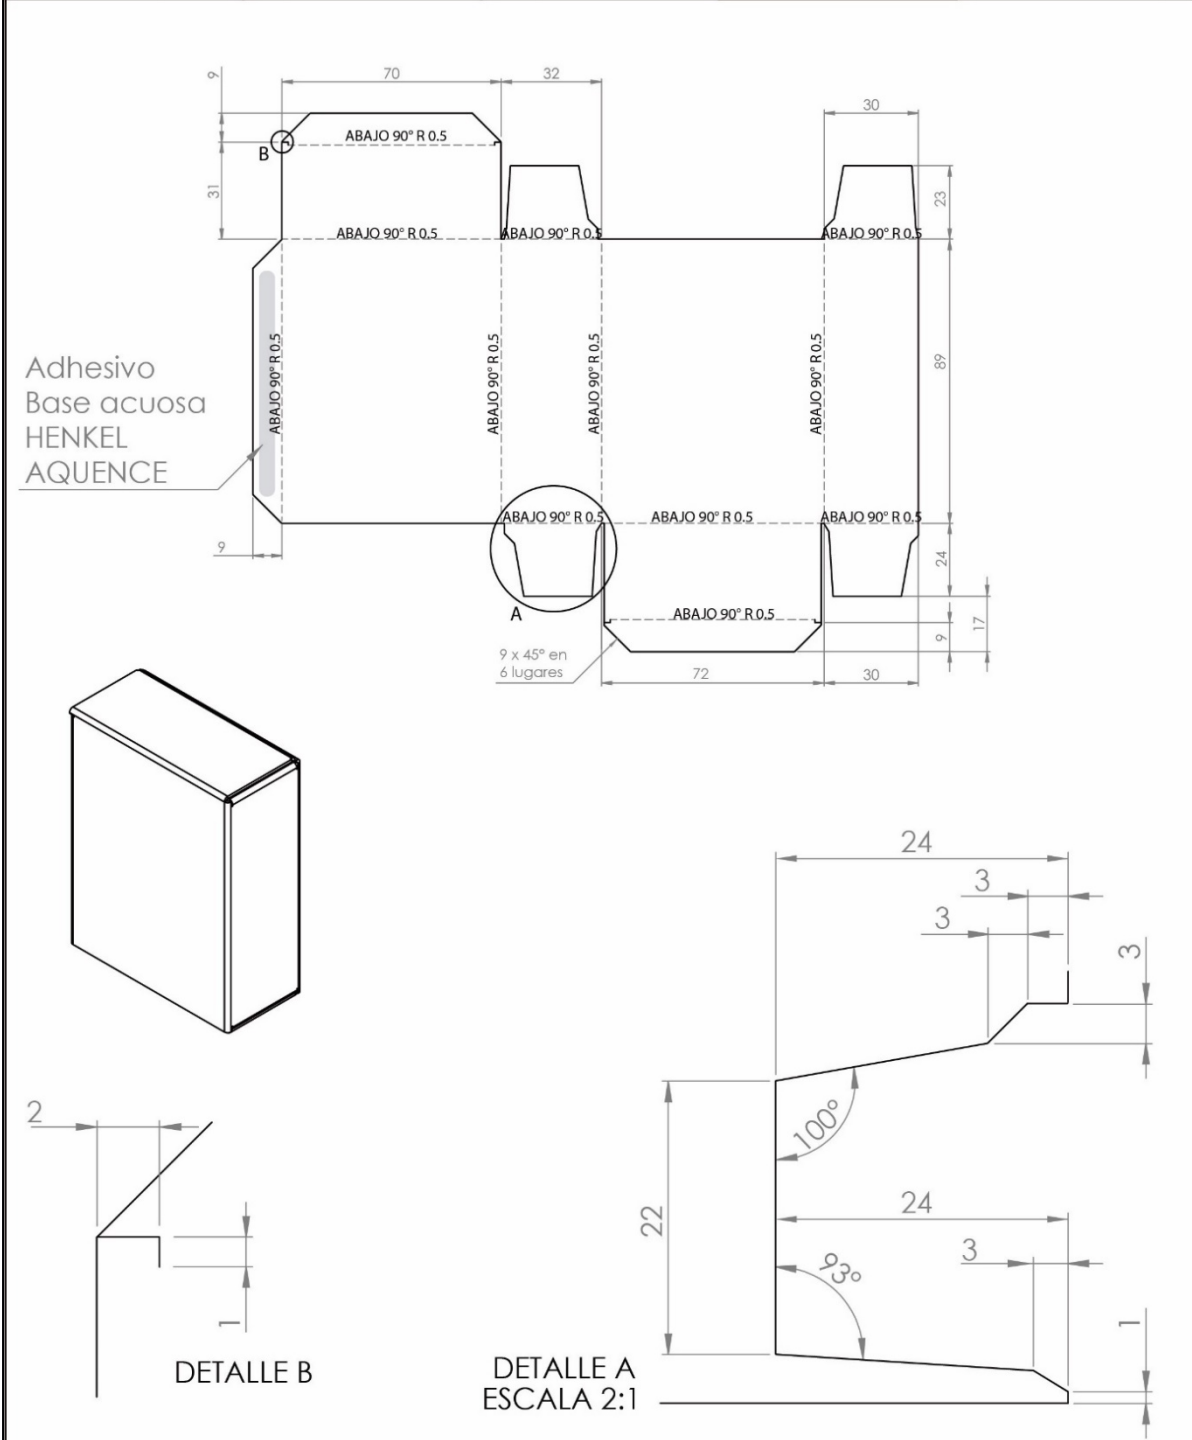 70
32
9
30
ABAJO 90° R 0.5
B
31
23
ABAJO 90° R 0.5
ABAJO 90° R 0.5
ABAJO 90° R 0.5
Adhesivo
Base acuosa
HENKEL
AQUENCE
ABAJO 90° R 0.5
ABAJO 90° R 0.5
ABAJO 90° R 0.5
ABAJO 90° R 0.5
89
ABAJO 90° R 0.5
ABAJO 90° R 0.5
ABAJO 90° R 0.5
9
24
A
ABAJO 90° R 0.5
9
17
9 x 45° en
6 lugares
72
30
24
3
3
3
100°
2
1
22
24
93°
3
1
DETALLE B
DETALLE A
ESCALA 2:1